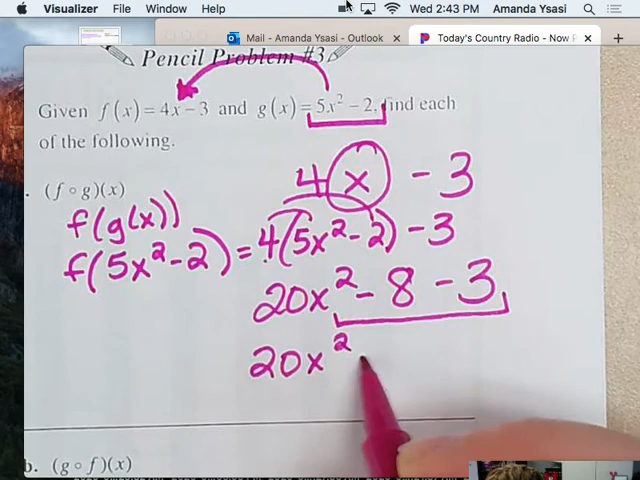 Visualizer File Window Help Wed 2:43 PM Amanda Ysasi
Mail - Amanda Ysasi - Outlook Today's Country Radio - Now P
Pencil Problem #3
Given f(x) = 4x − 3 and g(x) = 5x² − 2, find each
of the following.
4 x − 3
. (f ∘ g)(x)
f(g(x))
f(5x² − 2) = 4(5x² − 2) − 3
20x² − 8 − 3
20x²
b. (g ∘ f)(x)